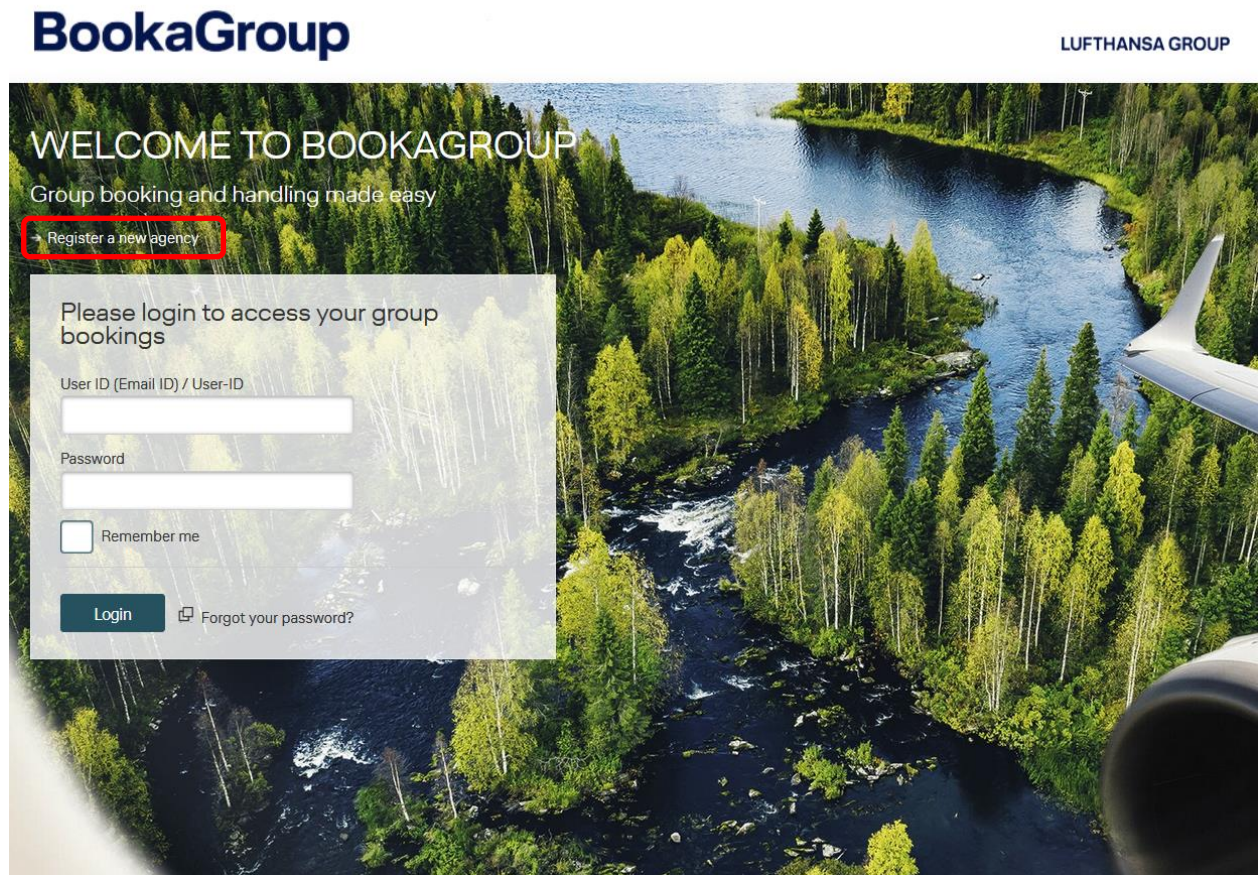 BookaGroup
LUFTHANSA GROUP
WELCOME TO BOOKAGROUP
Group booking and handling made easy
→ Register a new agency
Please login to access your group
bookings
User ID (Email ID) / User-ID
Password
Remember me
Login
Forgot your password?